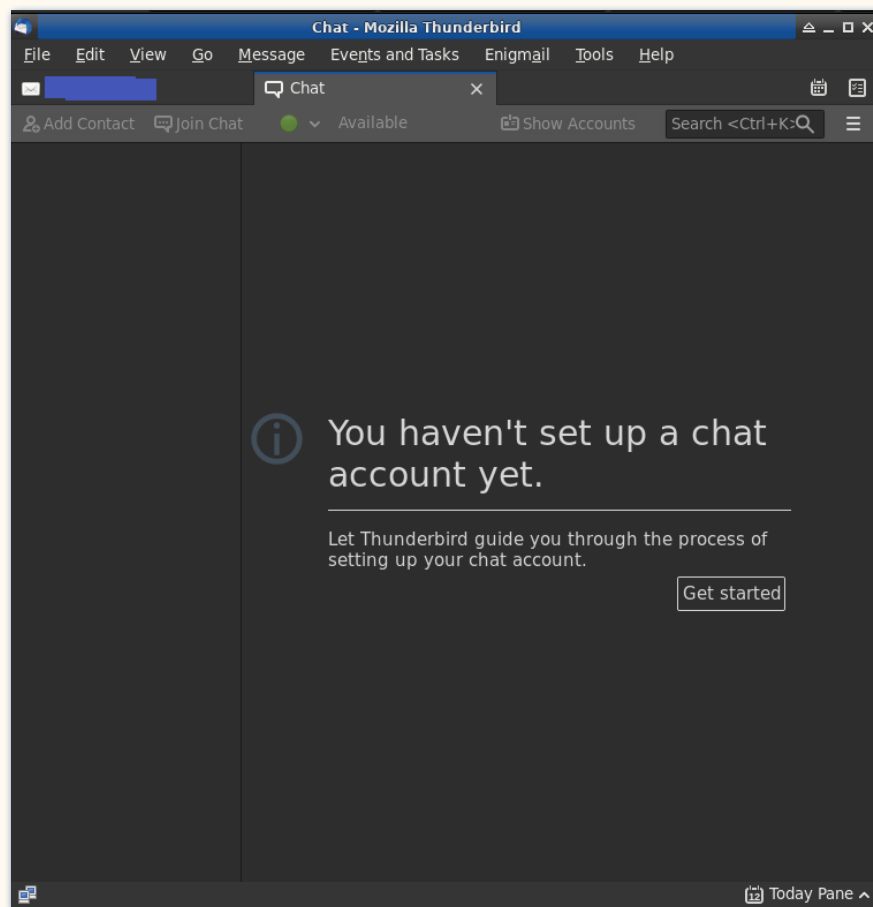 Chat - Mozilla Thunderbird
File Edit View Go Message Events and Tasks Enigmail Tools Help
Chat
Add Contact Join Chat Available Show Accounts Search <Ctrl+K>
You haven't set up a chat
account yet.
Let Thunderbird guide you through the process of
setting up your chat account.
Get started
12 Today Pane